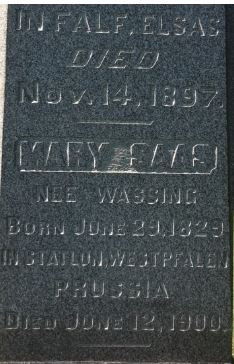 IN FALF, ELSAS
DIED
NOV. 14, 1897.
MARY SAAS
NEE WASSING
BORN JUNE 29, 1829
IN STATLON, WESTPFALEN
PRUSSIA
DIED JUNE 12, 1900.